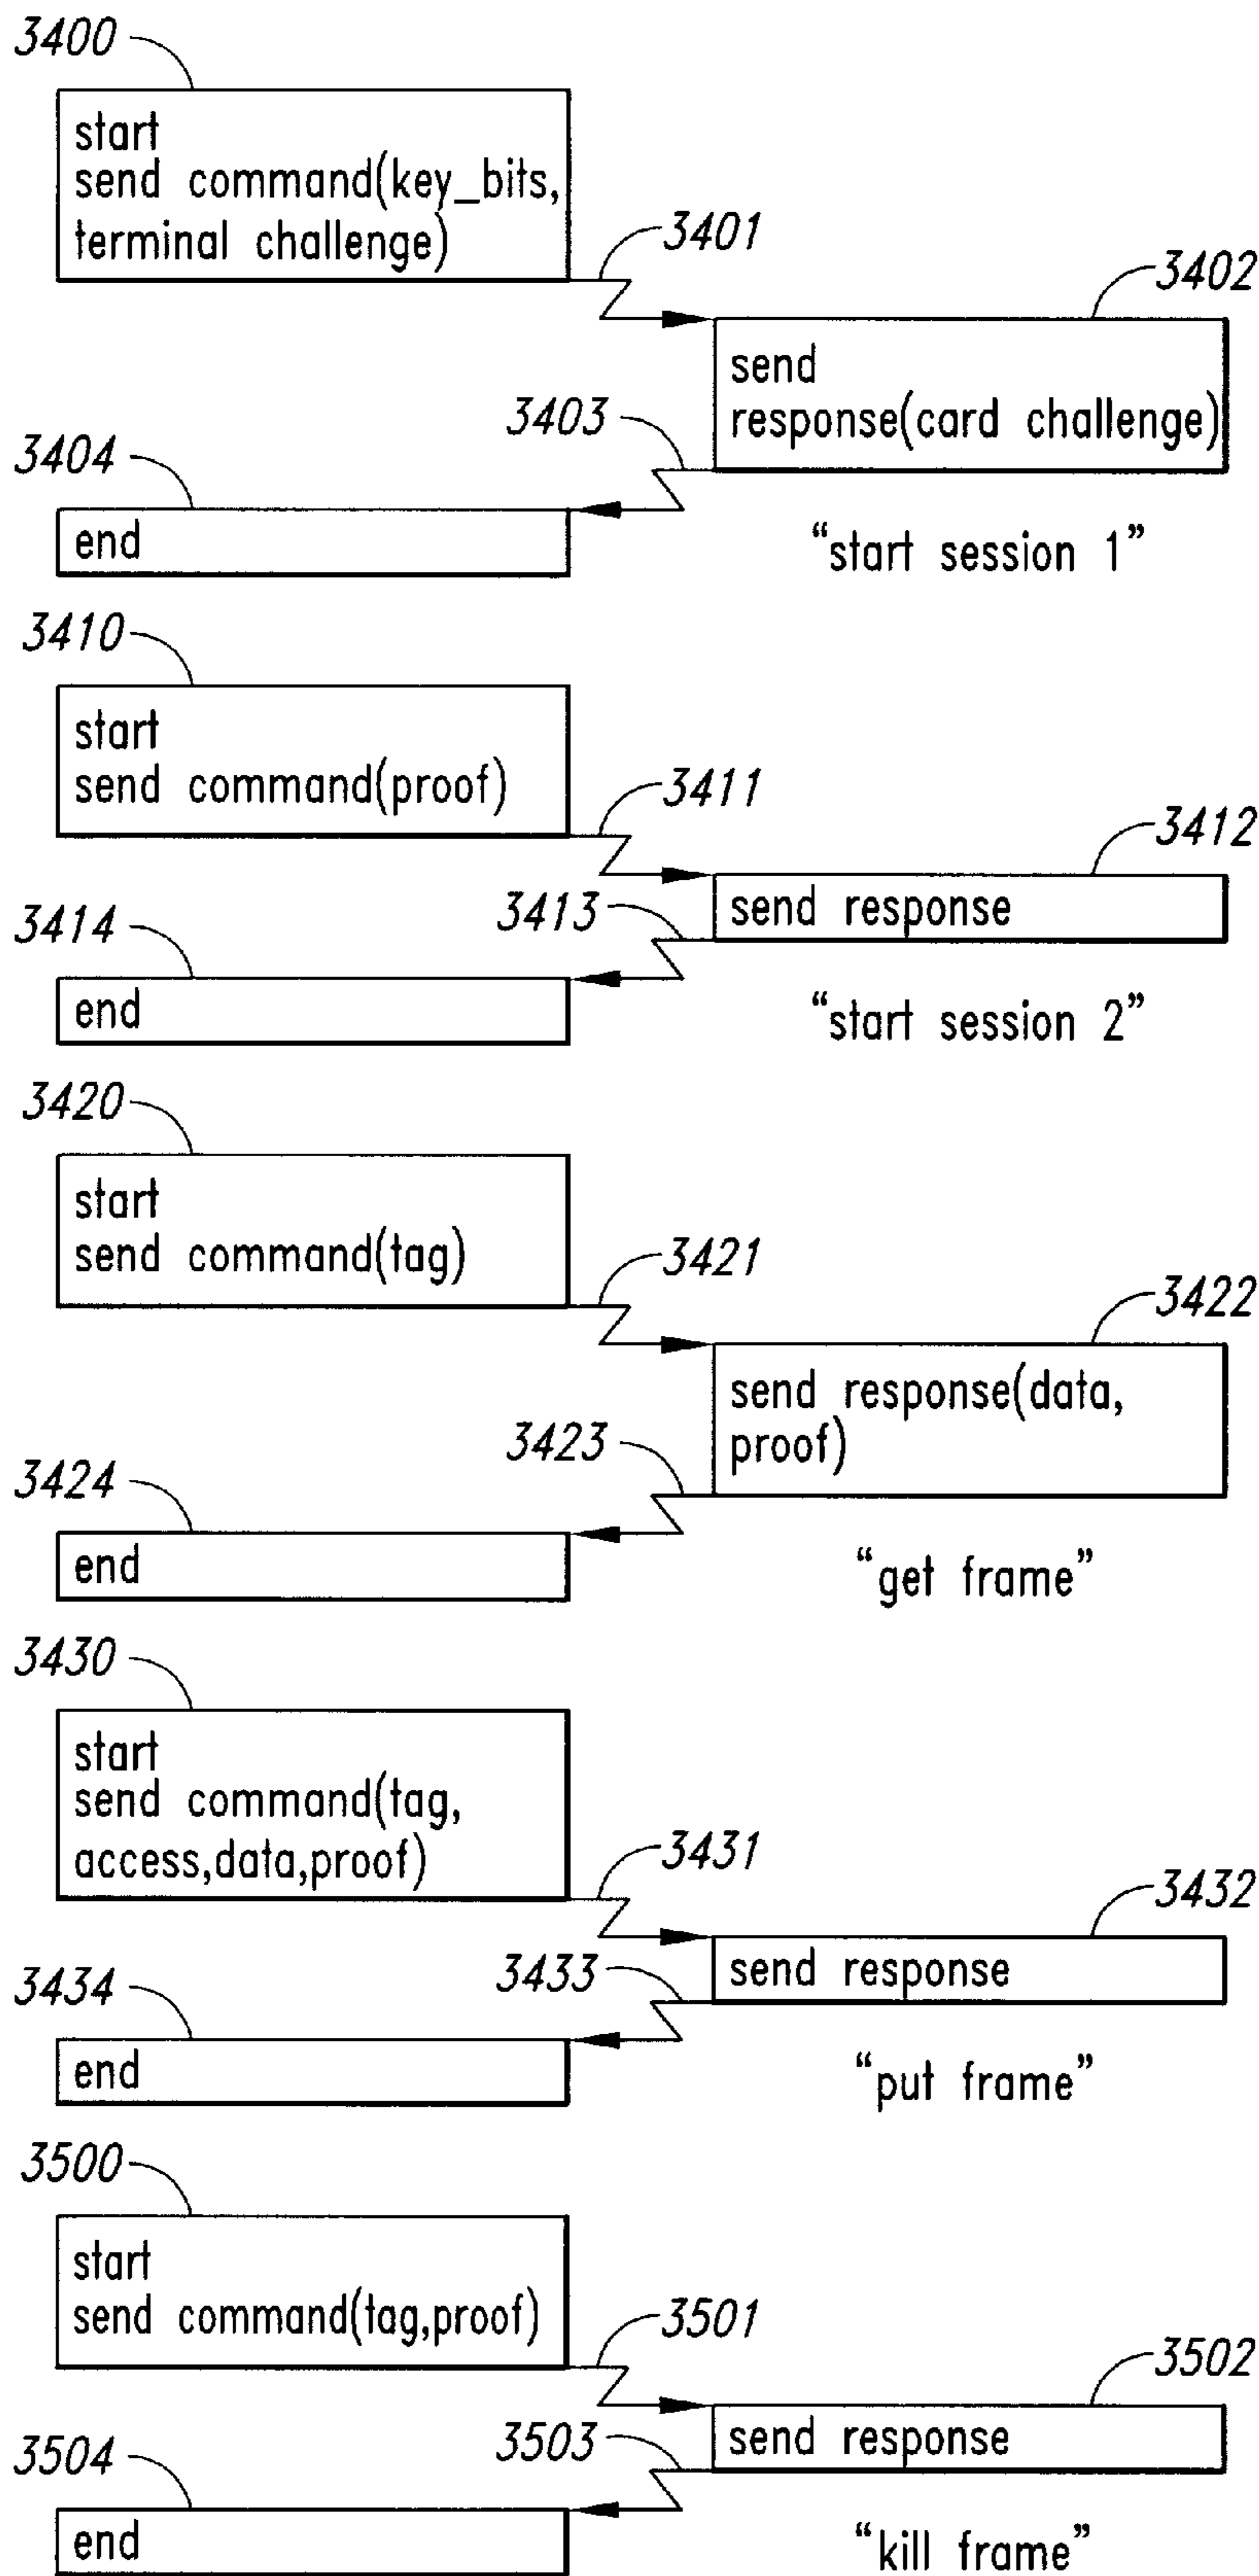 3400
start
send command(key_bits,
terminal challenge)
3401
3402
send
response(card challenge)
3403
3404
end
“start session 1”
3410
start
send command(proof)
3411
3412
send response
3413
3414
end
“start session 2”
3420
start
send command(tag)
3421
3422
send response(data,
proof)
3423
3424
end
“get frame”
3430
start
send command(tag,
access,data,proof)
3431
3432
send response
3433
3434
end
“put frame”
3500
start
send command(tag,proof)
3501
3502
send response
3503
3504
end
“kill frame”